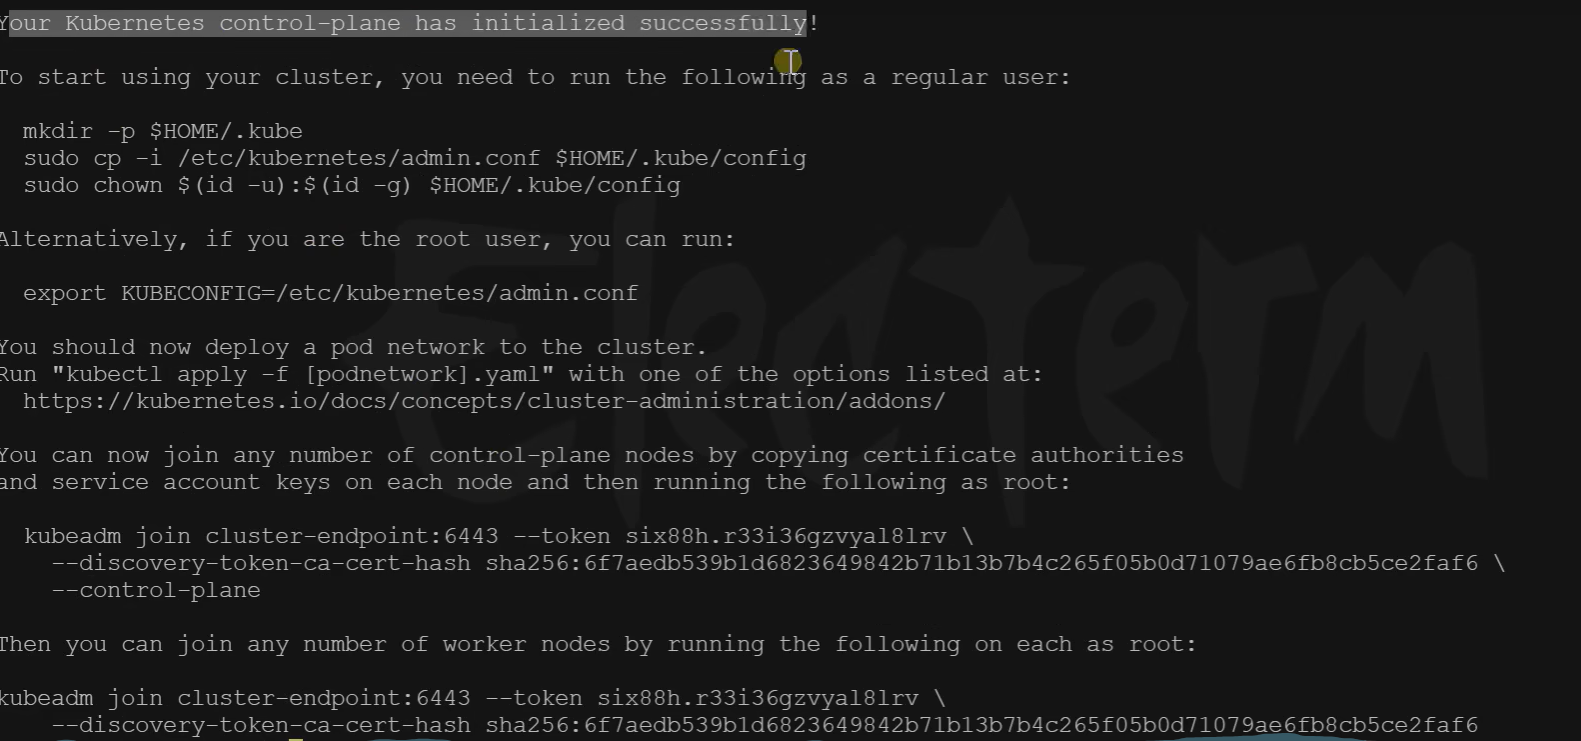 Your Kubernetes control-plane has initialized successfully!
To start using your cluster, you need to run the following as a regular user:
mkdir -p $HOME/.kube
sudo cp -i /etc/kubernetes/admin.conf $HOME/.kube/config
sudo chown $(id -u):$(id -g) $HOME/.kube/config
Alternatively, if you are the root user, you can run:
export KUBECONFIG=/etc/kubernetes/admin.conf
You should now deploy a pod network to the cluster.
Run "kubectl apply -f [podnetwork].yaml" with one of the options listed at:
https://kubernetes.io/docs/concepts/cluster-administration/addons/
You can now join any number of control-plane nodes by copying certificate authorities
and service account keys on each node and then running the following as root:
kubeadm join cluster-endpoint:6443 --token six88h.r33i36gzvyal8lrv \
--discovery-token-ca-cert-hash sha256:6f7aedb539b1d6823649842b71b13b7b4c265f05b0d71079ae6fb8cb5ce2faf6 \
--control-plane
Then you can join any number of worker nodes by running the following on each as root:
kubeadm join cluster-endpoint:6443 --token six88h.r33i36gzvyal8lrv \
--discovery-token-ca-cert-hash sha256:6f7aedb539b1d6823649842b71b13b7b4c265f05b0d71079ae6fb8cb5ce2faf6
Electerm